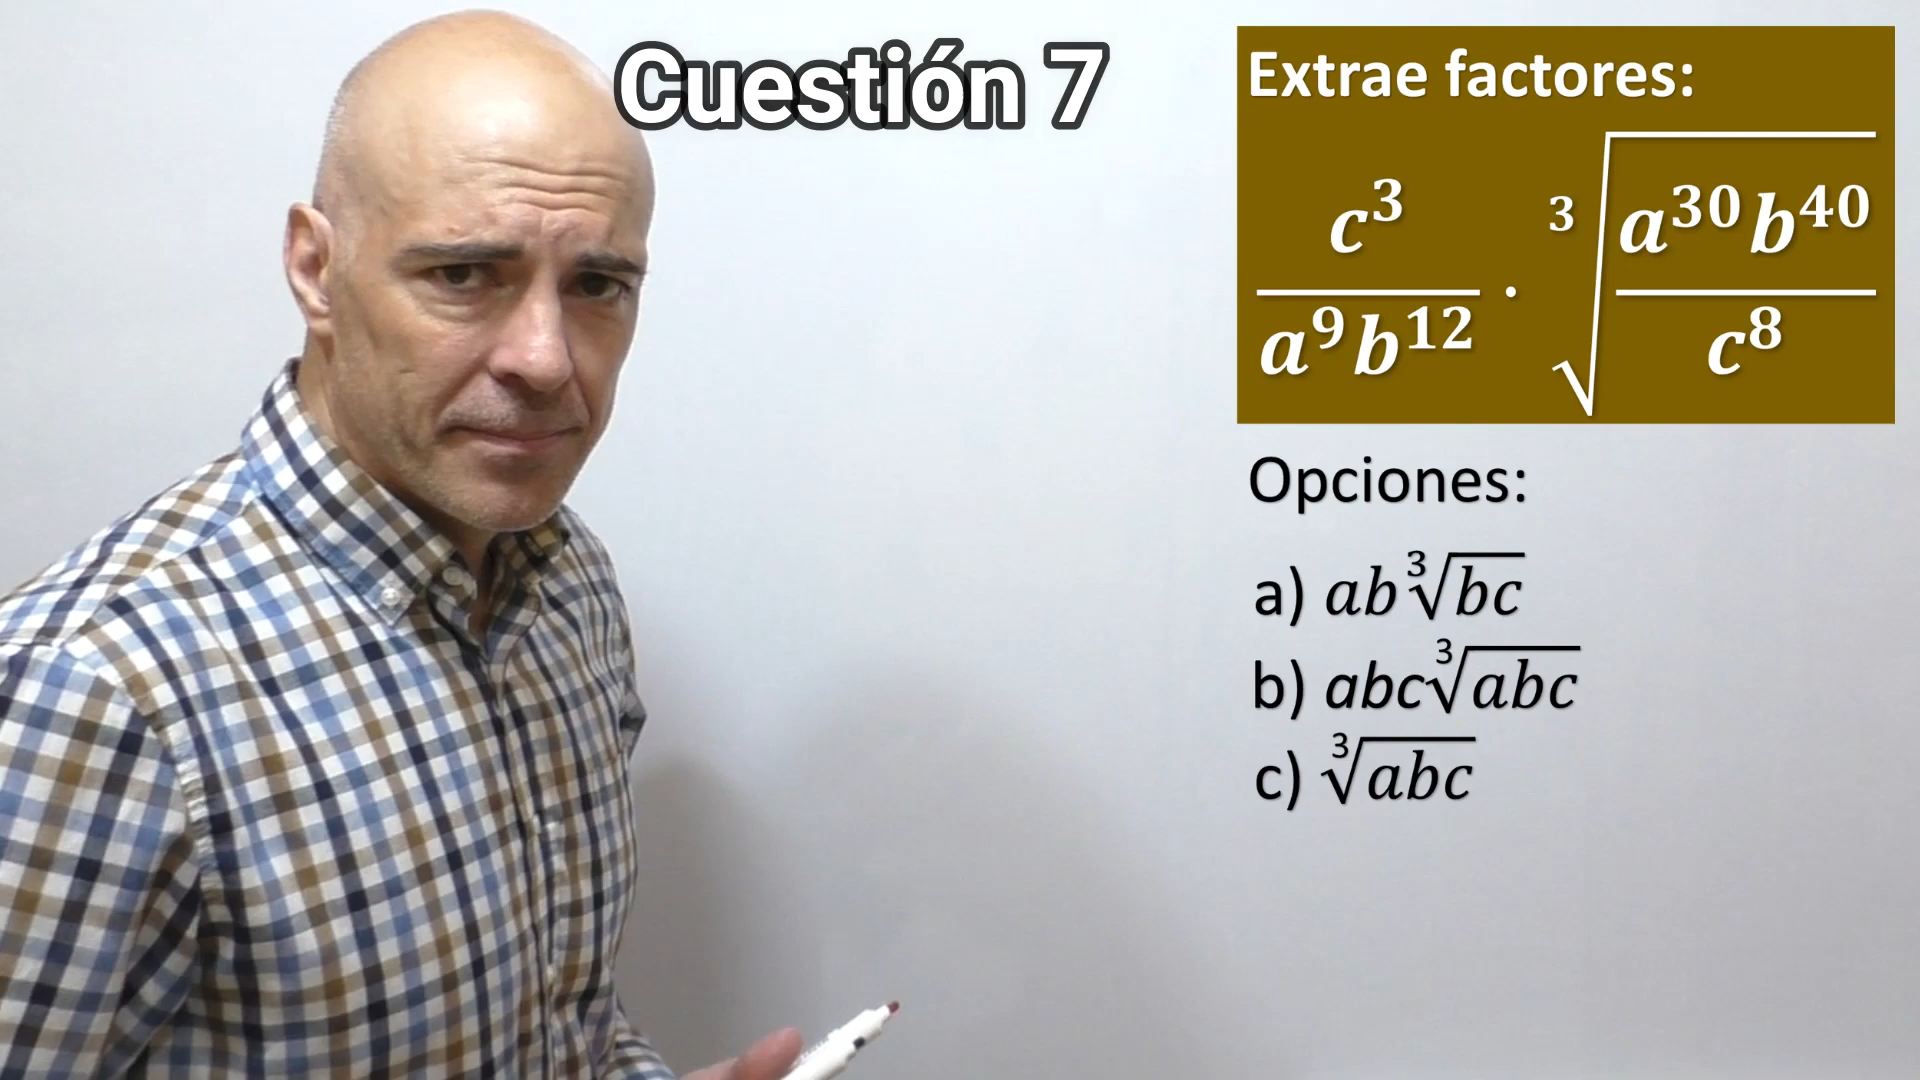 Cuestión 7
Extrae factores:
c³/(a⁹b¹²) · ∛(a³⁰b⁴⁰/c⁸)
Opciones:
a) ab∛(bc)
b) abc∛(abc)
c) ∛(abc)